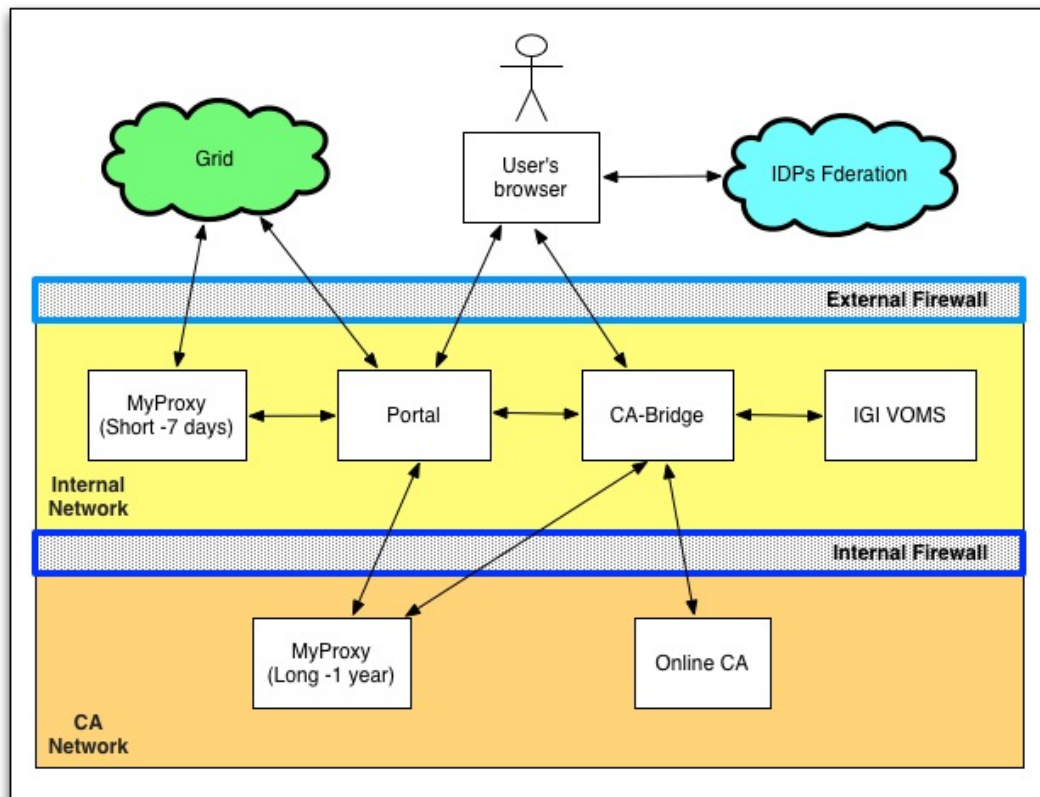 Grid
User's
browser
IDPs Fderation
External Firewall
MyProxy
(Short -7 days)
Portal
CA-Bridge
IGI VOMS
Internal
Network
Internal Firewall
MyProxy
(Long -1 year)
Online CA
CA
Network